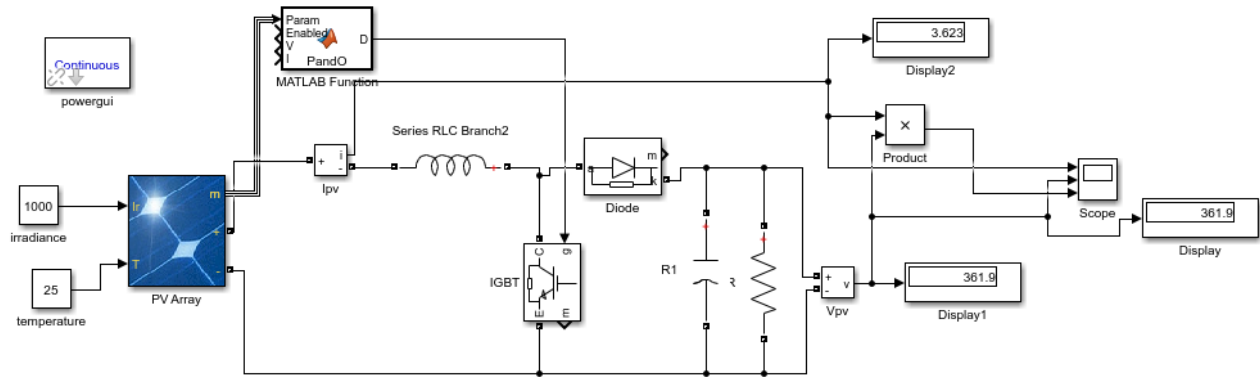 Param
Enabled
V
I
D
PandO
MATLAB Function
Continuous
powergui
3.623
Display2
Series RLC Branch2
+
i
-
Ipv
a
m
k
Diode
×
Product
Scope
361.9
Display
1000
irradiance
Ir
T
m
+
-
PV Array
25
temperature
C
g
E
m
IGBT
R1
R
+
-
v
Vpv
361.9
Display1